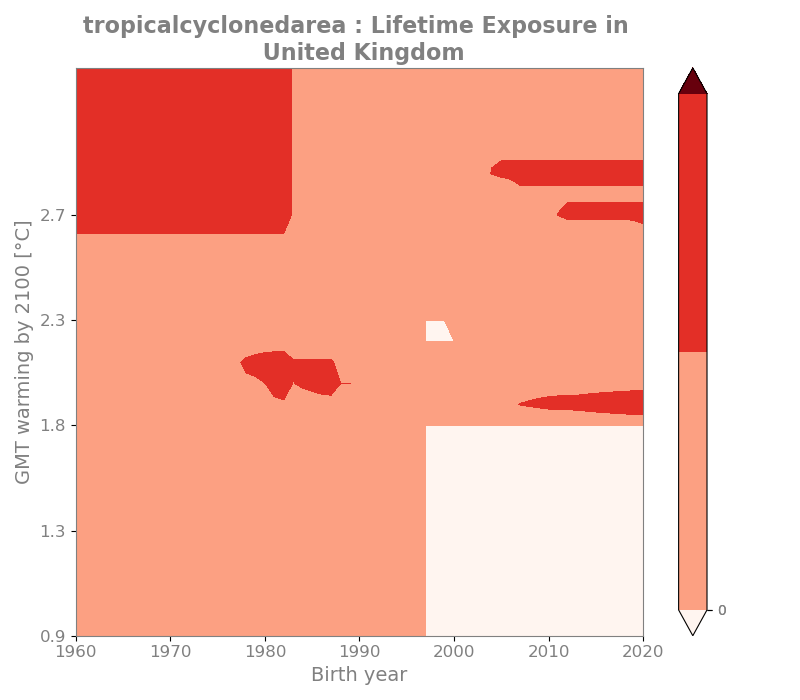 tropicalcyclonedarea : Lifetime Exposure in
United Kingdom
GMT warming by 2100 [°C]
2.7
2.3
1.8
1.3
0.9
1960 1970 1980 1990 2000 2010 2020
Birth year
0